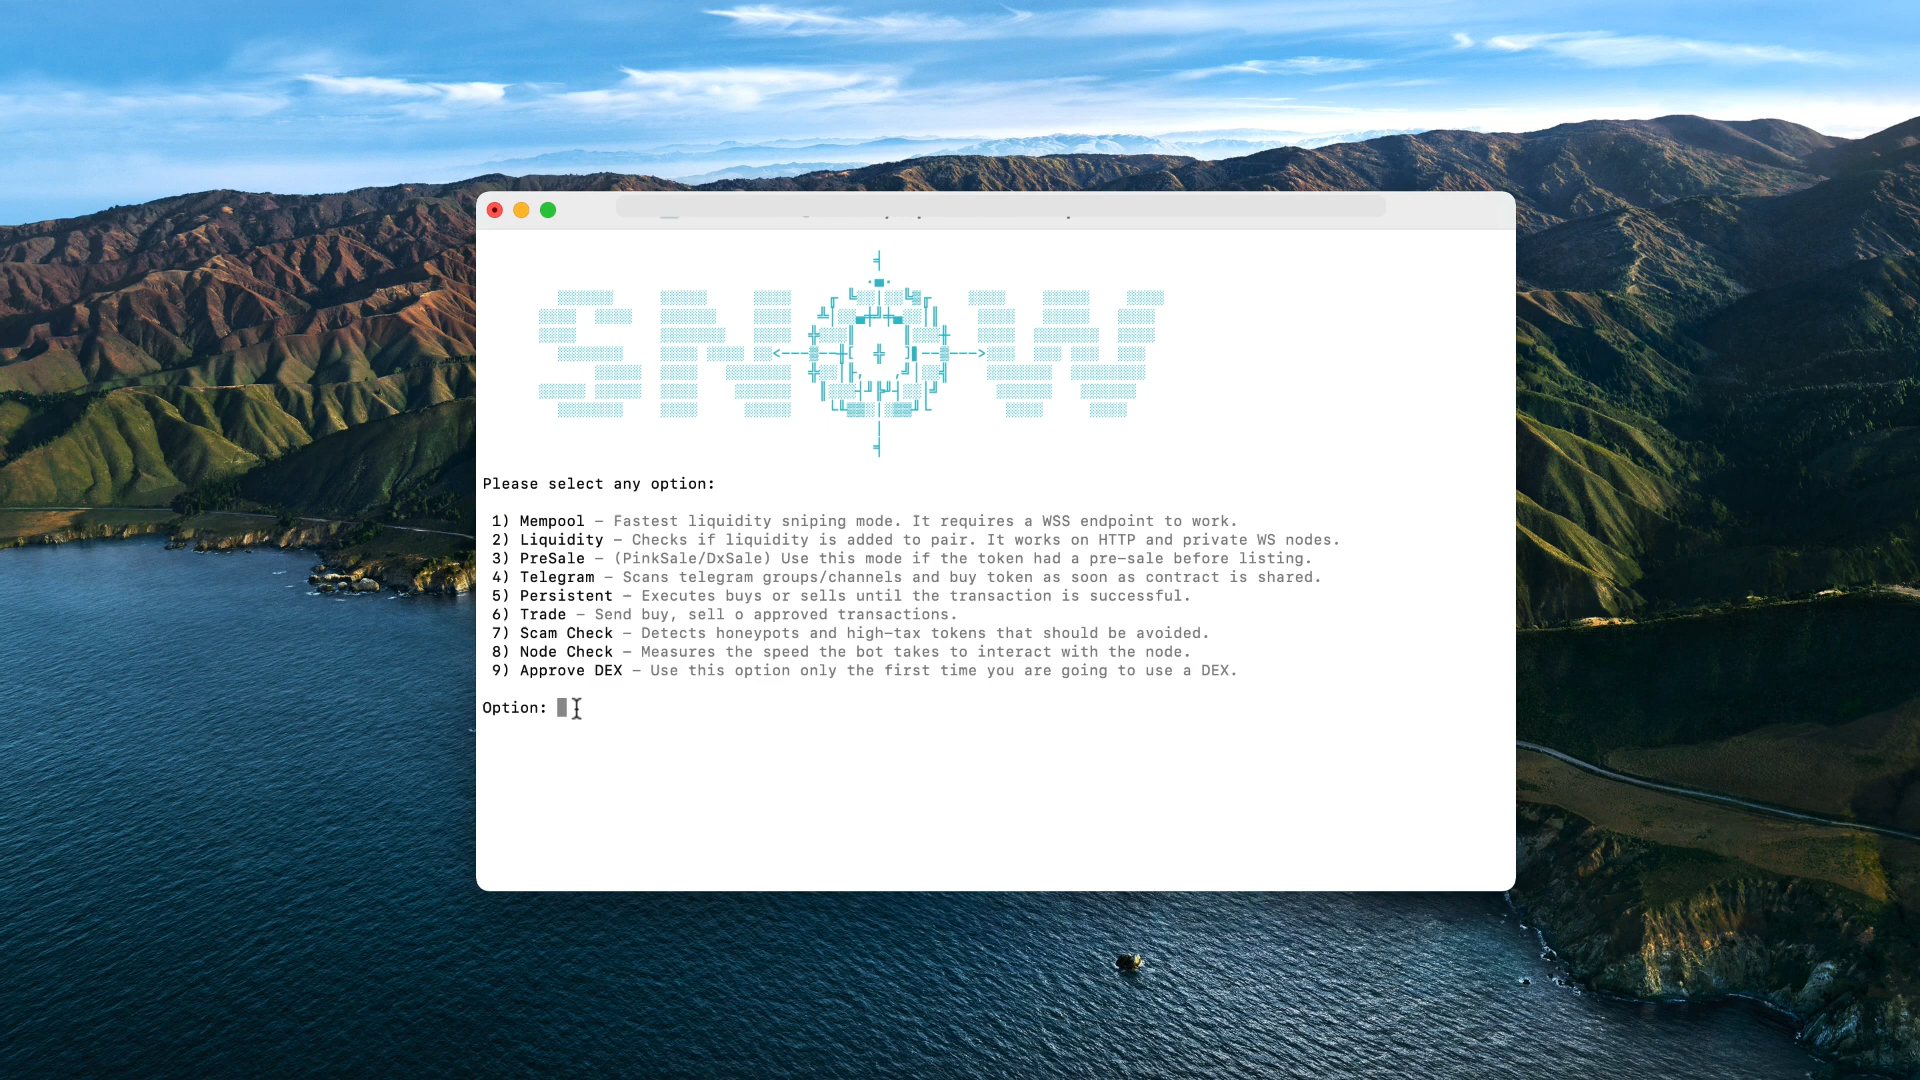 SNOW
Please select any option:
1) Mempool – Fastest liquidity sniping mode. It requires a WSS endpoint to work.
2) Liquidity – Checks if liquidity is added to pair. It works on HTTP and private WS nodes.
3) PreSale – (PinkSale/DxSale) Use this mode if the token had a pre-sale before listing.
4) Telegram – Scans telegram groups/channels and buy token as soon as contract is shared.
5) Persistent – Executes buys or sells until the transaction is successful.
6) Trade – Send buy, sell o approved transactions.
7) Scam Check – Detects honeypots and high-tax tokens that should be avoided.
8) Node Check – Measures the speed the bot takes to interact with the node.
9) Approve DEX – Use this option only the first time you are going to use a DEX.
Option: